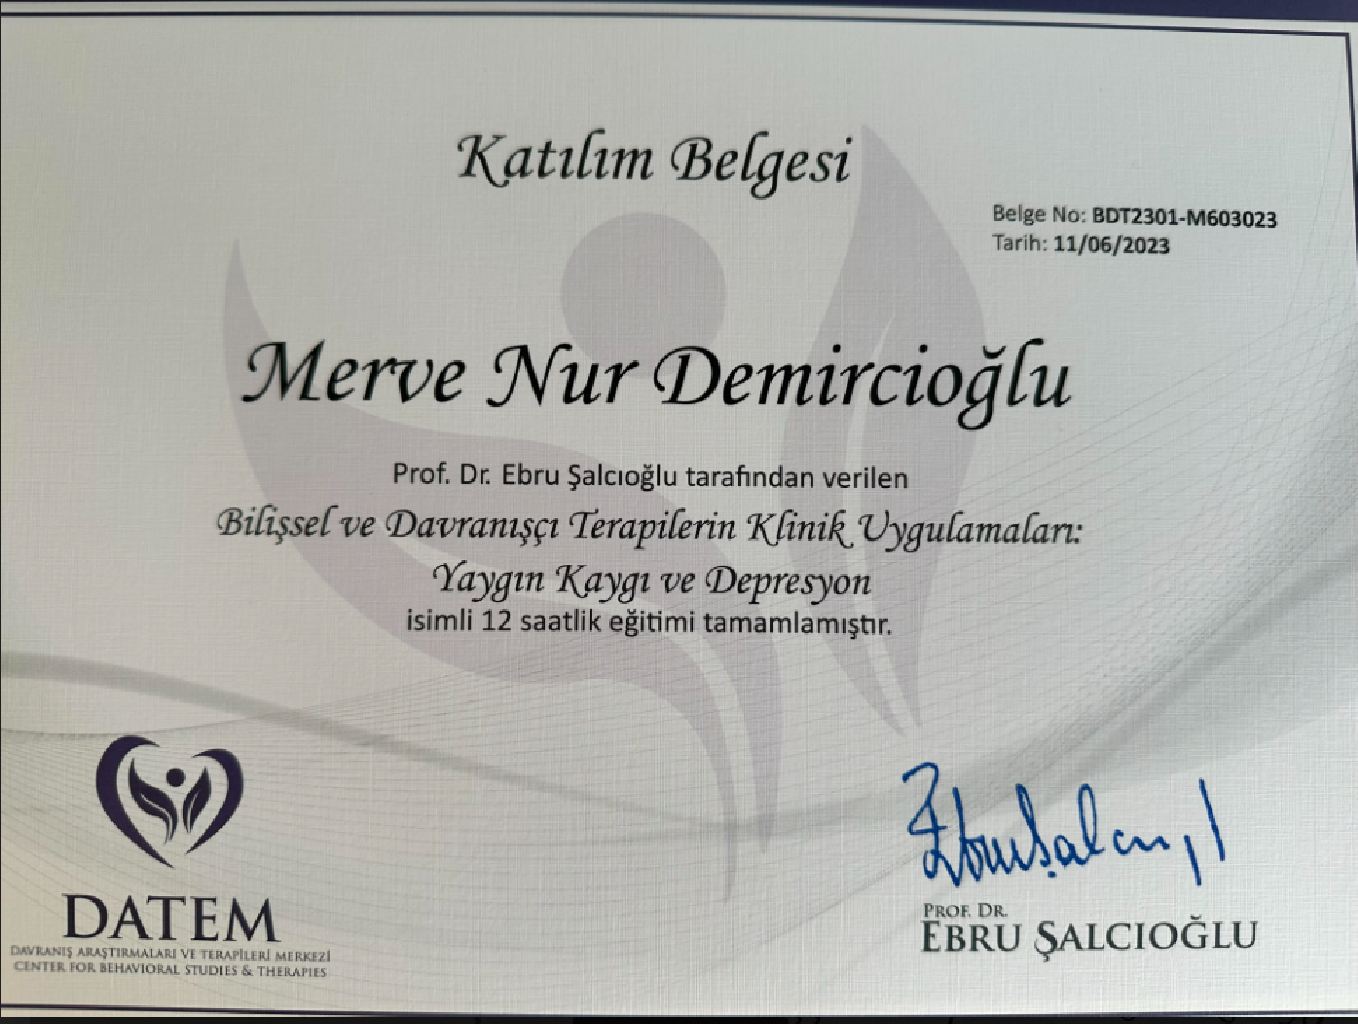 Katılım Belgesi
Belge No: BDT2301-M603023
Tarih: 11/06/2023
Merve Nur Demircioğlu
Prof. Dr. Ebru Şalcıoğlu tarafından verilen
Bilişsel ve Davranışçı Terapilerin Klinik Uygulamaları:
Yaygın Kaygı ve Depresyon
isimli 12 saatlik eğitimi tamamlamıştır.
DATEM
DAVRANIŞ ARAŞTIRMALARI VE TERAPİLERİ MERKEZİ
CENTER FOR BEHAVIORAL STUDIES & THERAPIES
PROF. DR.
EBRU ŞALCIOĞLU